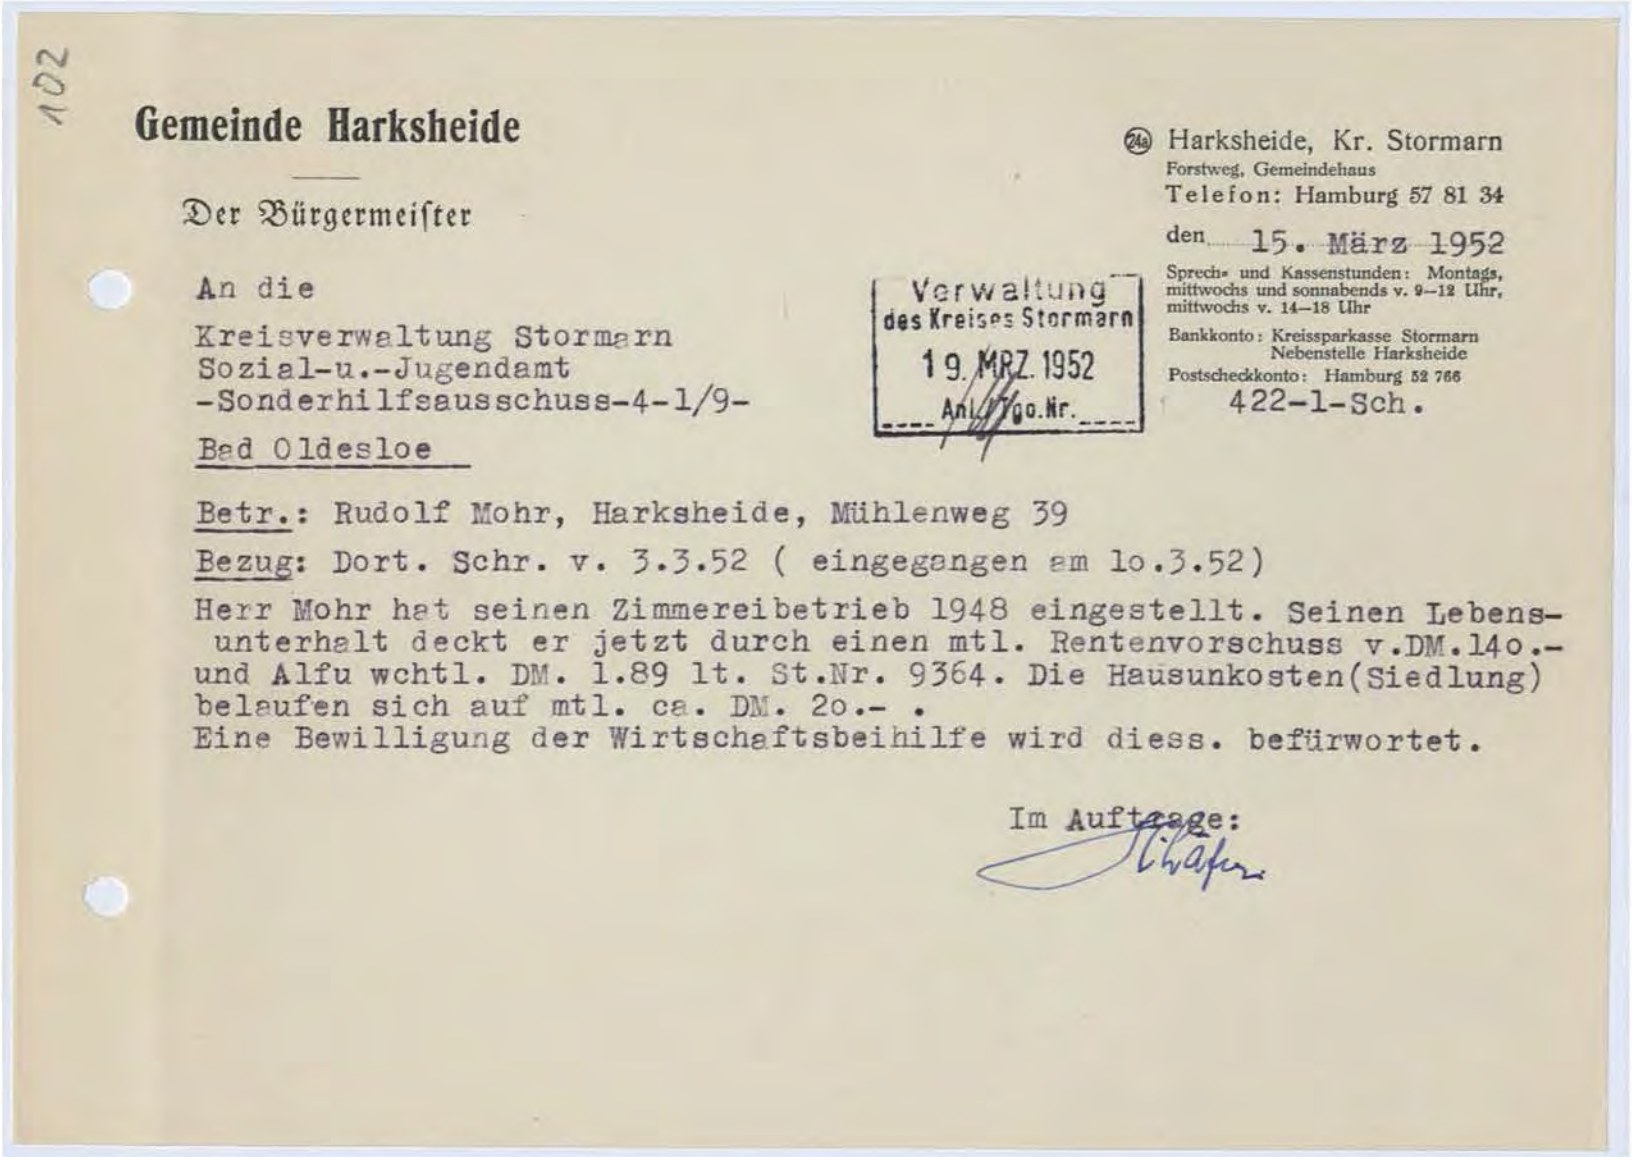 102
Gemeinde Harksheide
Der Bürgermeiſter
24a Harksheide, Kr. Stormarn
Forstweg, Gemeindehaus
Telefon: Hamburg 57 81 34
den 15. März 1952
Sprech- und Kassenstunden: Montags,
mittwochs und sonnabends v. 9—12 Uhr,
mittwochs v. 14—18 Uhr
Bankkonto: Kreissparkasse Stormarn
Nebenstelle Harksheide
Postscheckkonto: Hamburg 52 766
422-1-Sch.
Verwaltung
des Kreises Stormarn
19. MRZ. 1952
Anl. Tgb.Nr.
An die
Kreisverwaltung Stormarn
Sozial-u.-Jugendamt
-Sonderhilfsausschuss-4-1/9-
Bad Oldesloe
Betr.: Rudolf Mohr, Harksheide, Mühlenweg 39
Bezug: Dort. Schr. v. 3.3.52 ( eingegangen am lo.3.52)
Herr Mohr hat seinen Zimmereibetrieb 1948 eingestellt. Seinen Lebens-
unterhalt deckt er jetzt durch einen mtl. Rentenvorschuss v.DM.14o.-
und Alfu wchtl. DM. 1.89 lt. St.Nr. 9364. Die Hausunkosten(Siedlung)
belaufen sich auf mtl. ca. DM. 2o.- .
Eine Bewilligung der Wirtschaftsbeihilfe wird diess. befürwortet.
Im Auftrage:
Schäfer